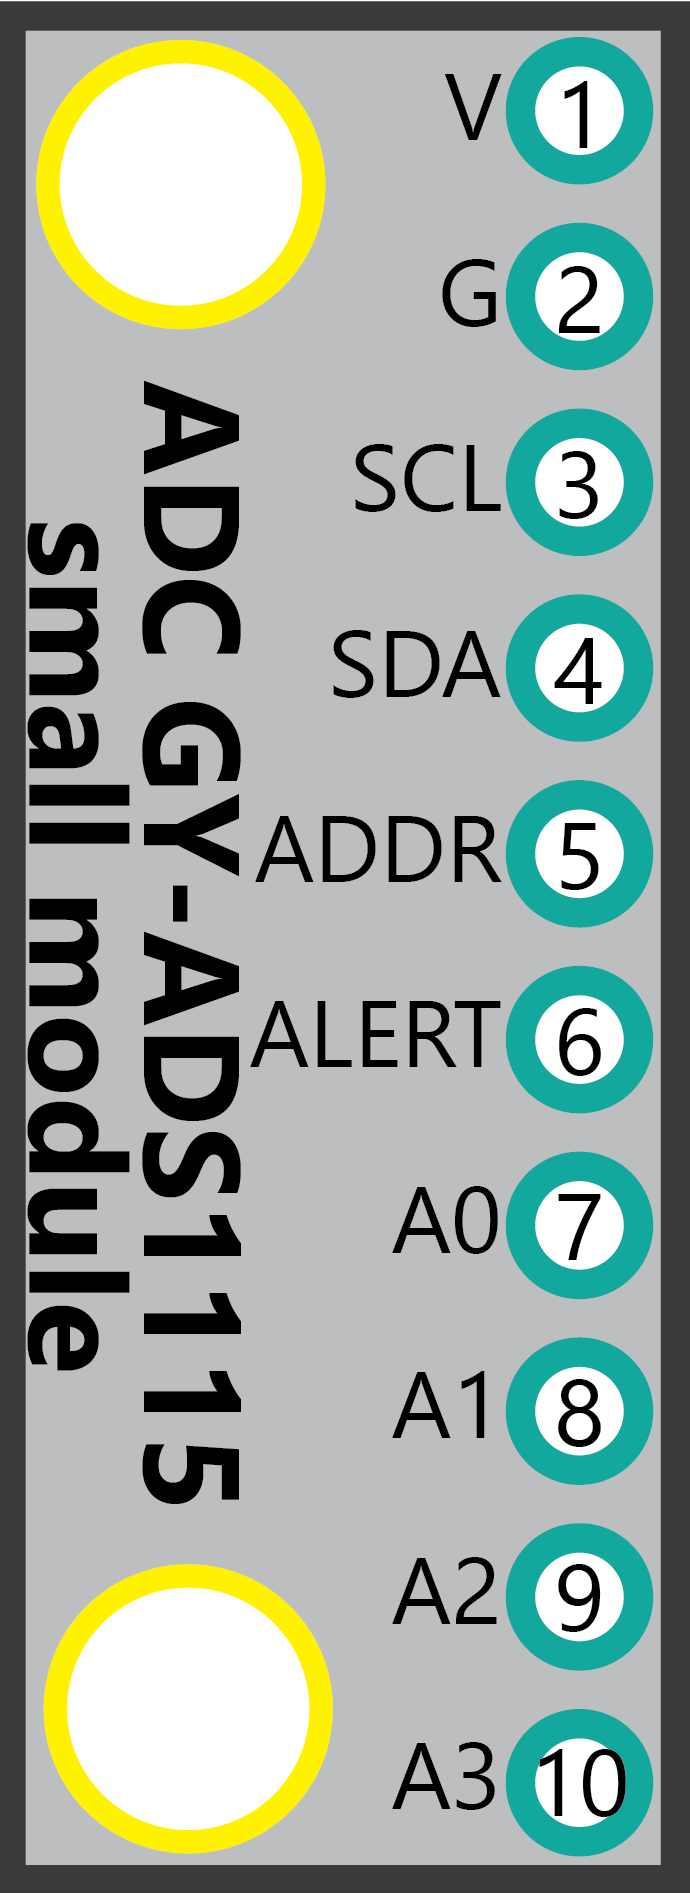 V 1
G 2
SCL 3
SDA 4
ADDR 5
ALERT 6
A0 7
A1 8
A2 9
A3 10
ADC GY-ADS1115
small module